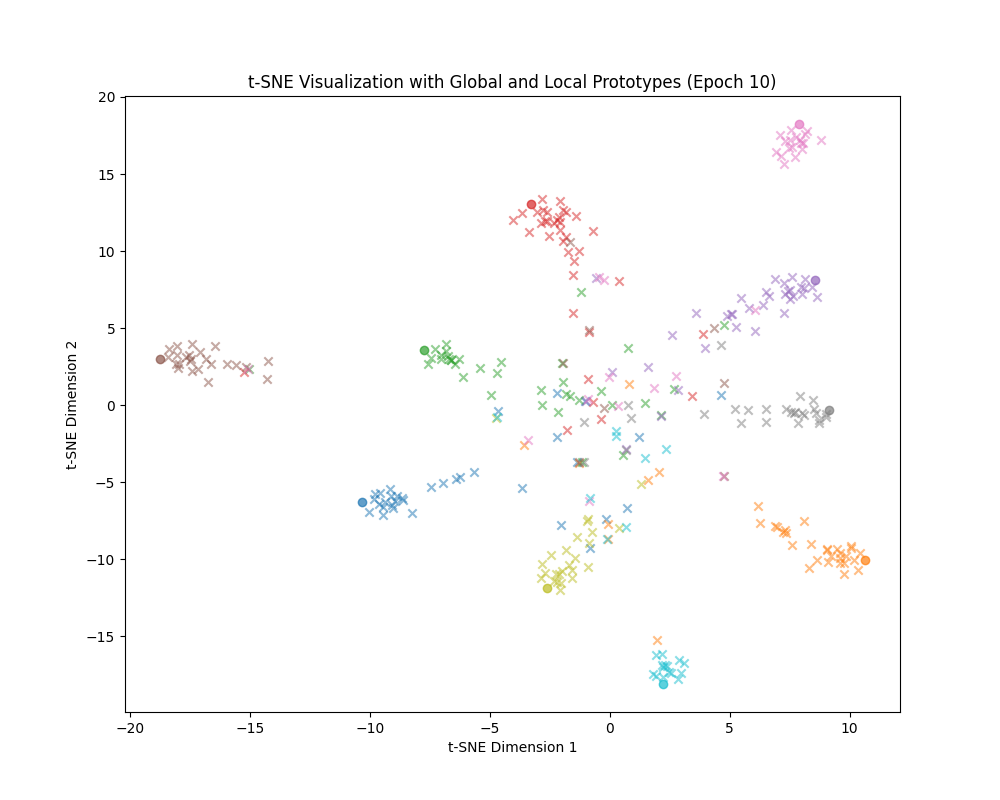 t-SNE Visualization with Global and Local Prototypes (Epoch 10)
20
15
10
5
0
−5
−10
−15
t-SNE Dimension 2
−20 −15 −10 −5 0 5 10
t-SNE Dimension 1